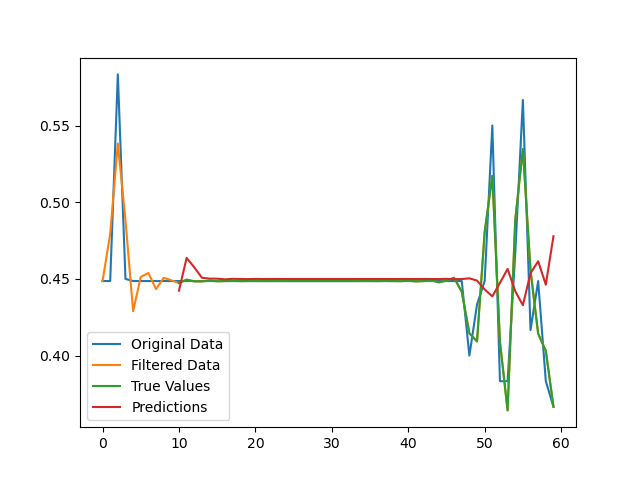 0.55
0.50
0.45
0.40
Original Data
Filtered Data
True Values
Predictions
0 10 20 30 40 50 60